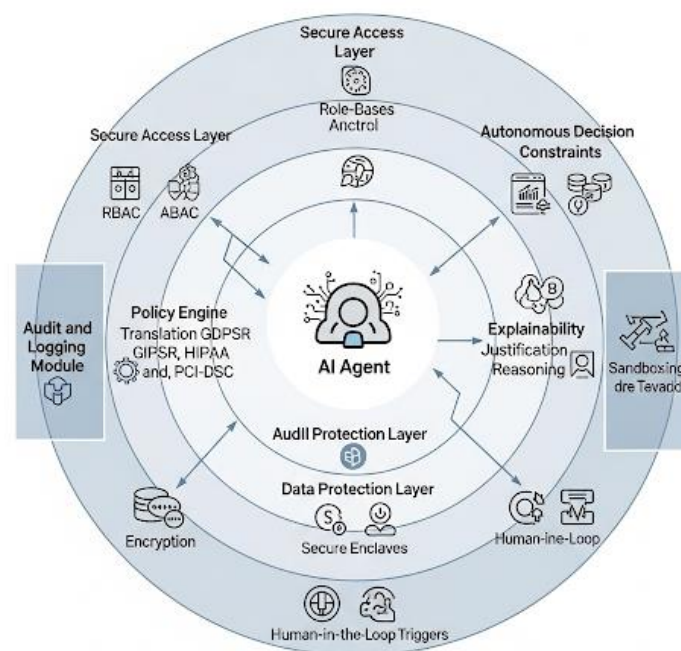 Secure Access
Layer
Role-Bases
Anctrol
Secure Access Layer
RBAC
ABAC
Autonomous Decision
Constraints
Audit and
Logging
Module
Policy Engine
Translation GDPSR
GIPSR, HIPAA
and, PCI-DSC
AI Agent
Explainability
Justification
Reasoning
Sandboxing
dre Tevadd
Audil Protection Layer
Data Protection Layer
Secure Enclaves
Encryption
Human-ine-Loop
Human-in-the-Loop Triggers